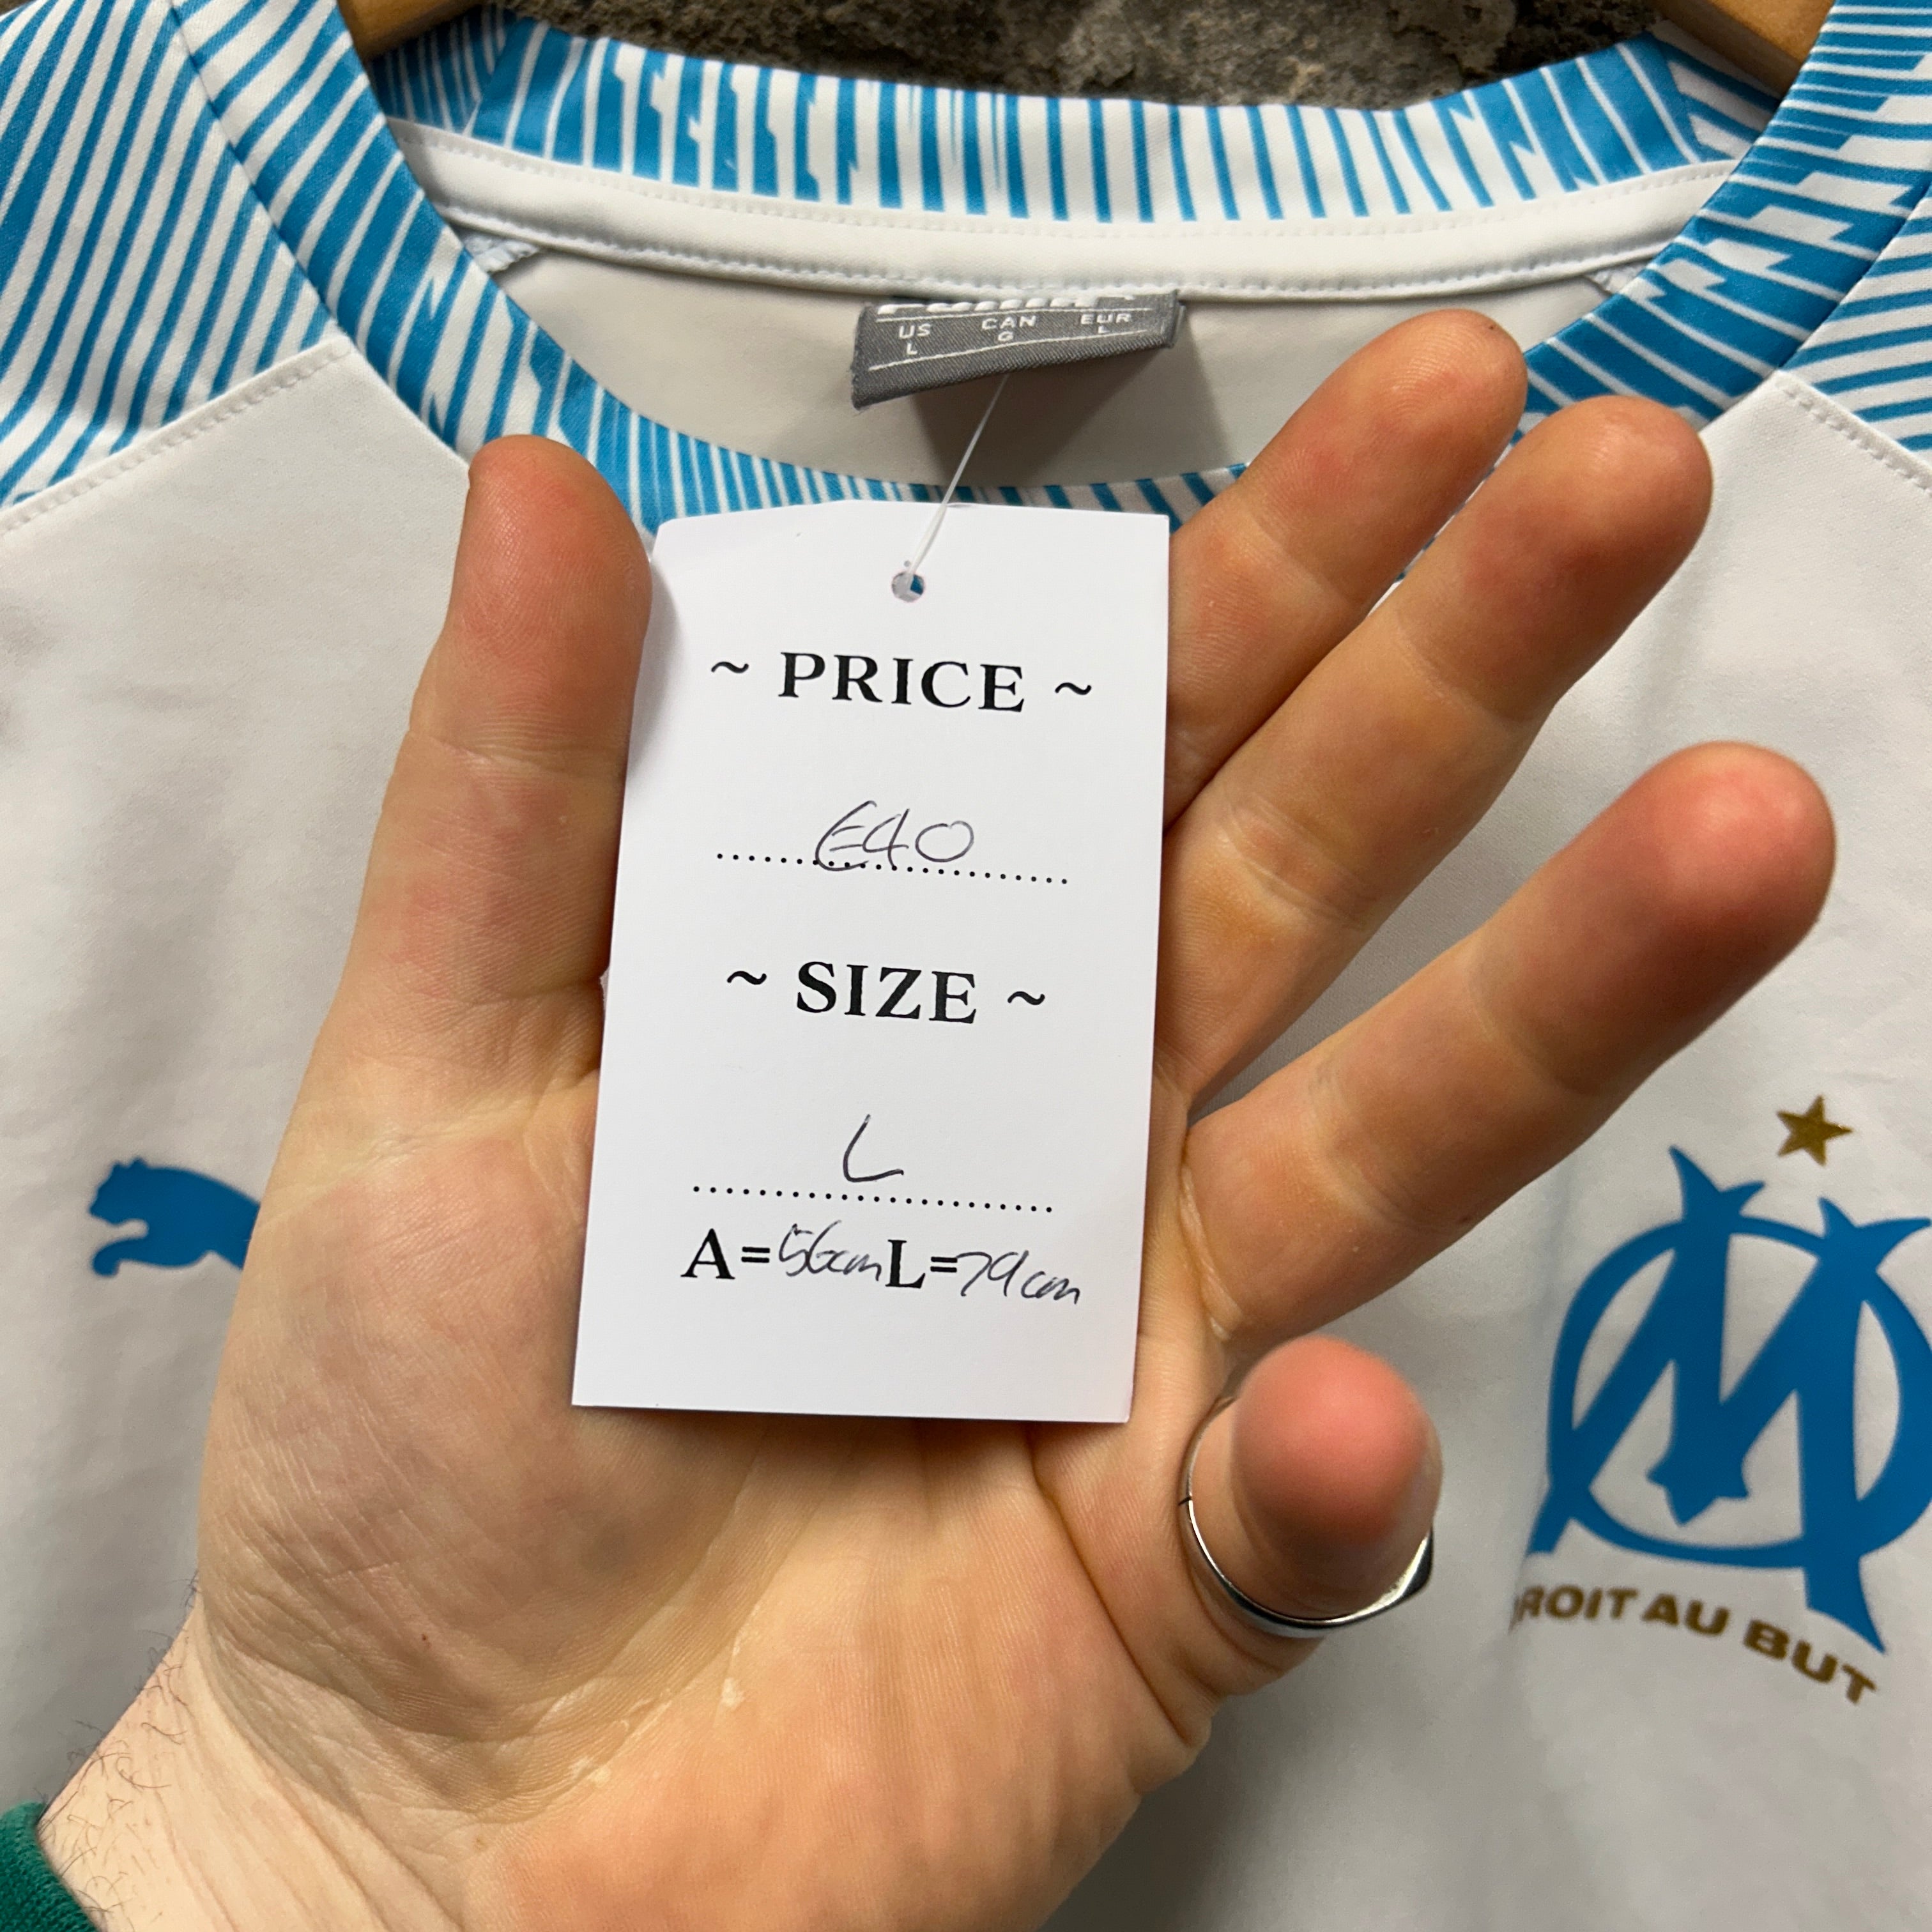 US CAN EUR
L G L
~ PRICE ~
€40
~ SIZE ~
L
A=56cm L=79cm
M
ROIT AU BUT